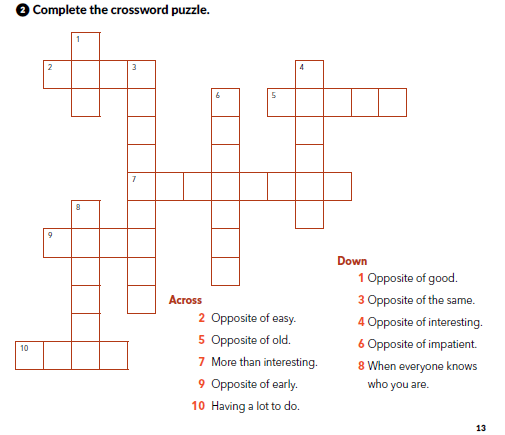 2 Complete the crossword puzzle.
1
2 3 4
6 5
7
8
9
10
Across
2 Opposite of easy.
5 Opposite of old.
7 More than interesting.
9 Opposite of early.
10 Having a lot to do.
Down
1 Opposite of good.
3 Opposite of the same.
4 Opposite of interesting.
6 Opposite of impatient.
8 When everyone knows
who you are.
13